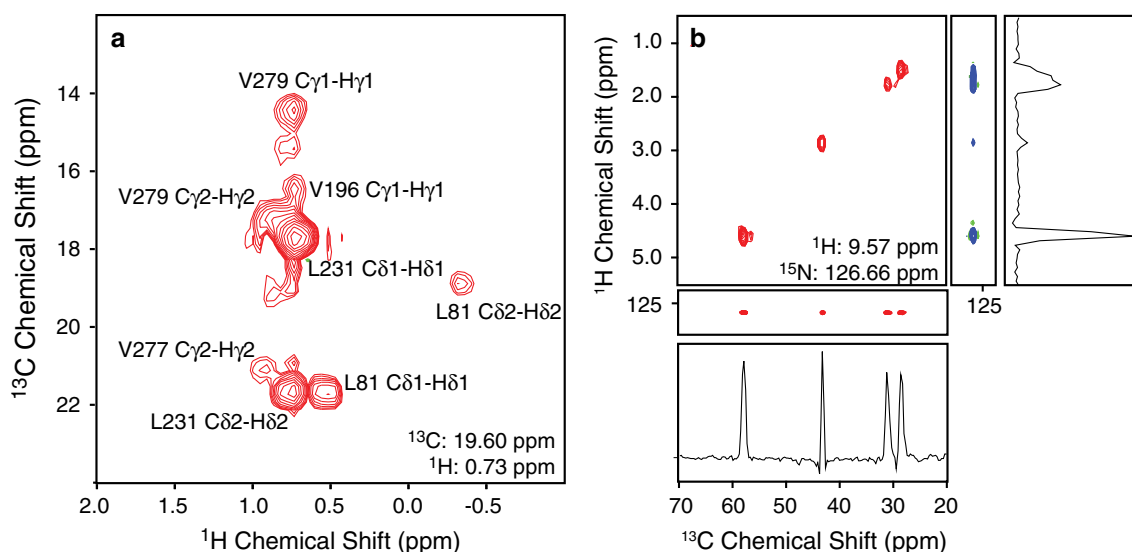 a
V279 Cγ1-Hγ1
14
16
V279 Cγ2-Hγ2
V196 Cγ1-Hγ1
18
L231 Cδ1-Hδ1
L81 Cδ2-Hδ2
20
V277 Cγ2-Hγ2
L81 Cδ1-Hδ1
22
L231 Cδ2-Hδ2
¹³C: 19.60 ppm
¹H: 0.73 ppm
2.0 1.0 0.0 -0.5
¹H Chemical Shift (ppm)
¹³C Chemical Shift (ppm)
b
1.0
2.0
3.0
4.0
5.0
¹H: 9.57 ppm
¹⁵N: 126.66 ppm
¹H Chemical Shift (ppm)
125
125
70 60 50 40 30 20
¹³C Chemical Shift (ppm)